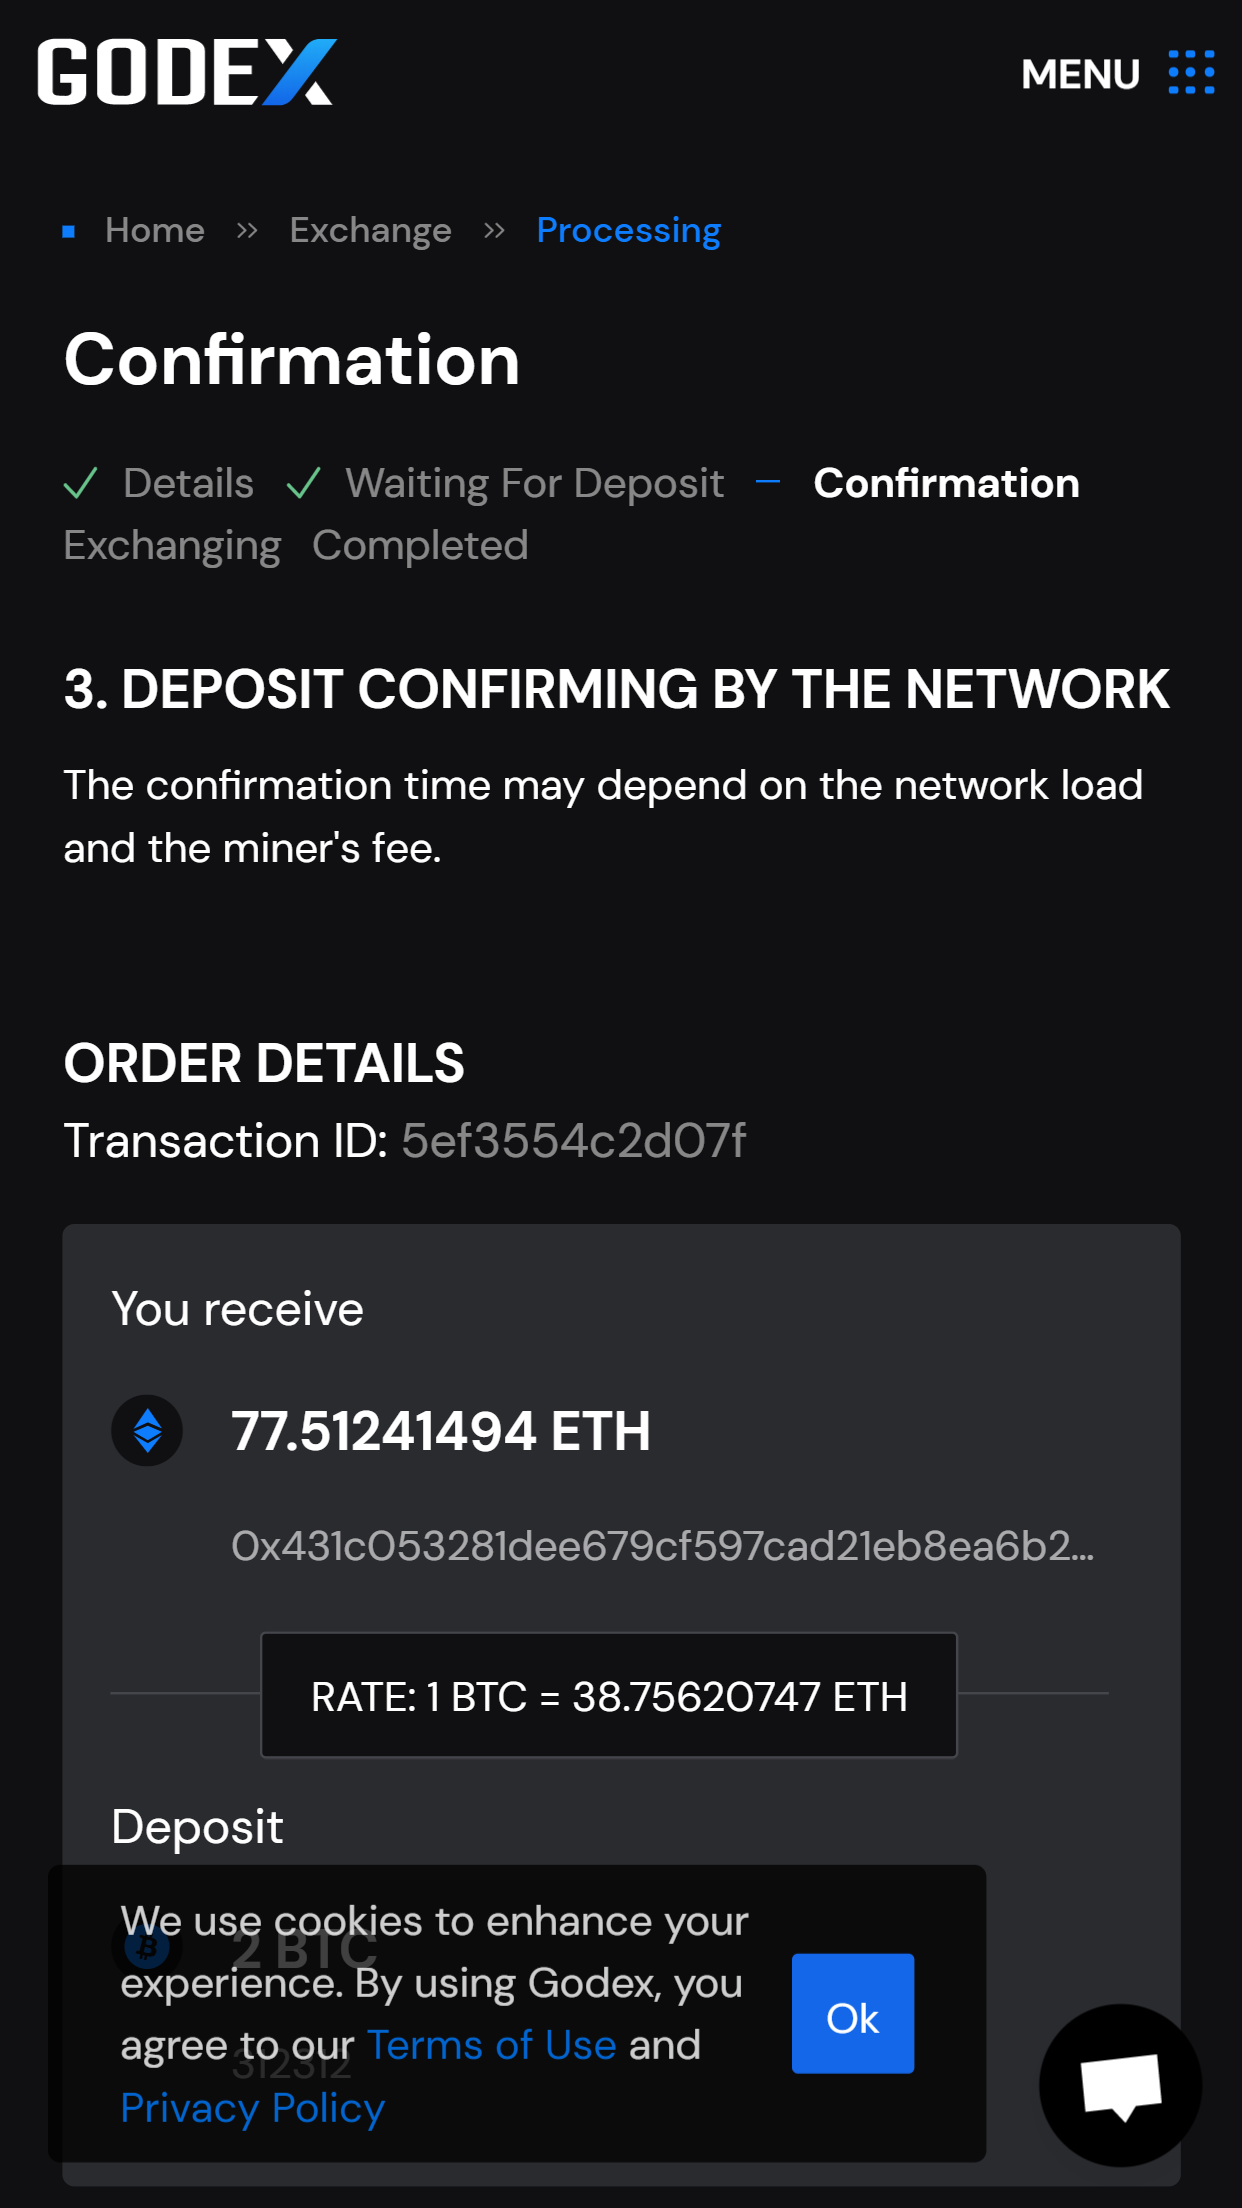 GODEX
MENU
Home » Exchange » Processing
Confirmation
Details Waiting For Deposit Confirmation
Exchanging Completed
3. DEPOSIT CONFIRMING BY THE NETWORK
The confirmation time may depend on the network load
and the miner's fee.
ORDER DETAILS
Transaction ID: 5ef3554c2d07f
You receive
77.51241494 ETH
0x431c053281dee679cf597cad21eb8ea6b2...
RATE: 1 BTC = 38.75620747 ETH
Deposit
2 BTC
312312
We use cookies to enhance your
experience. By using Godex, you
agree to our Terms of Use and
Privacy Policy
Ok